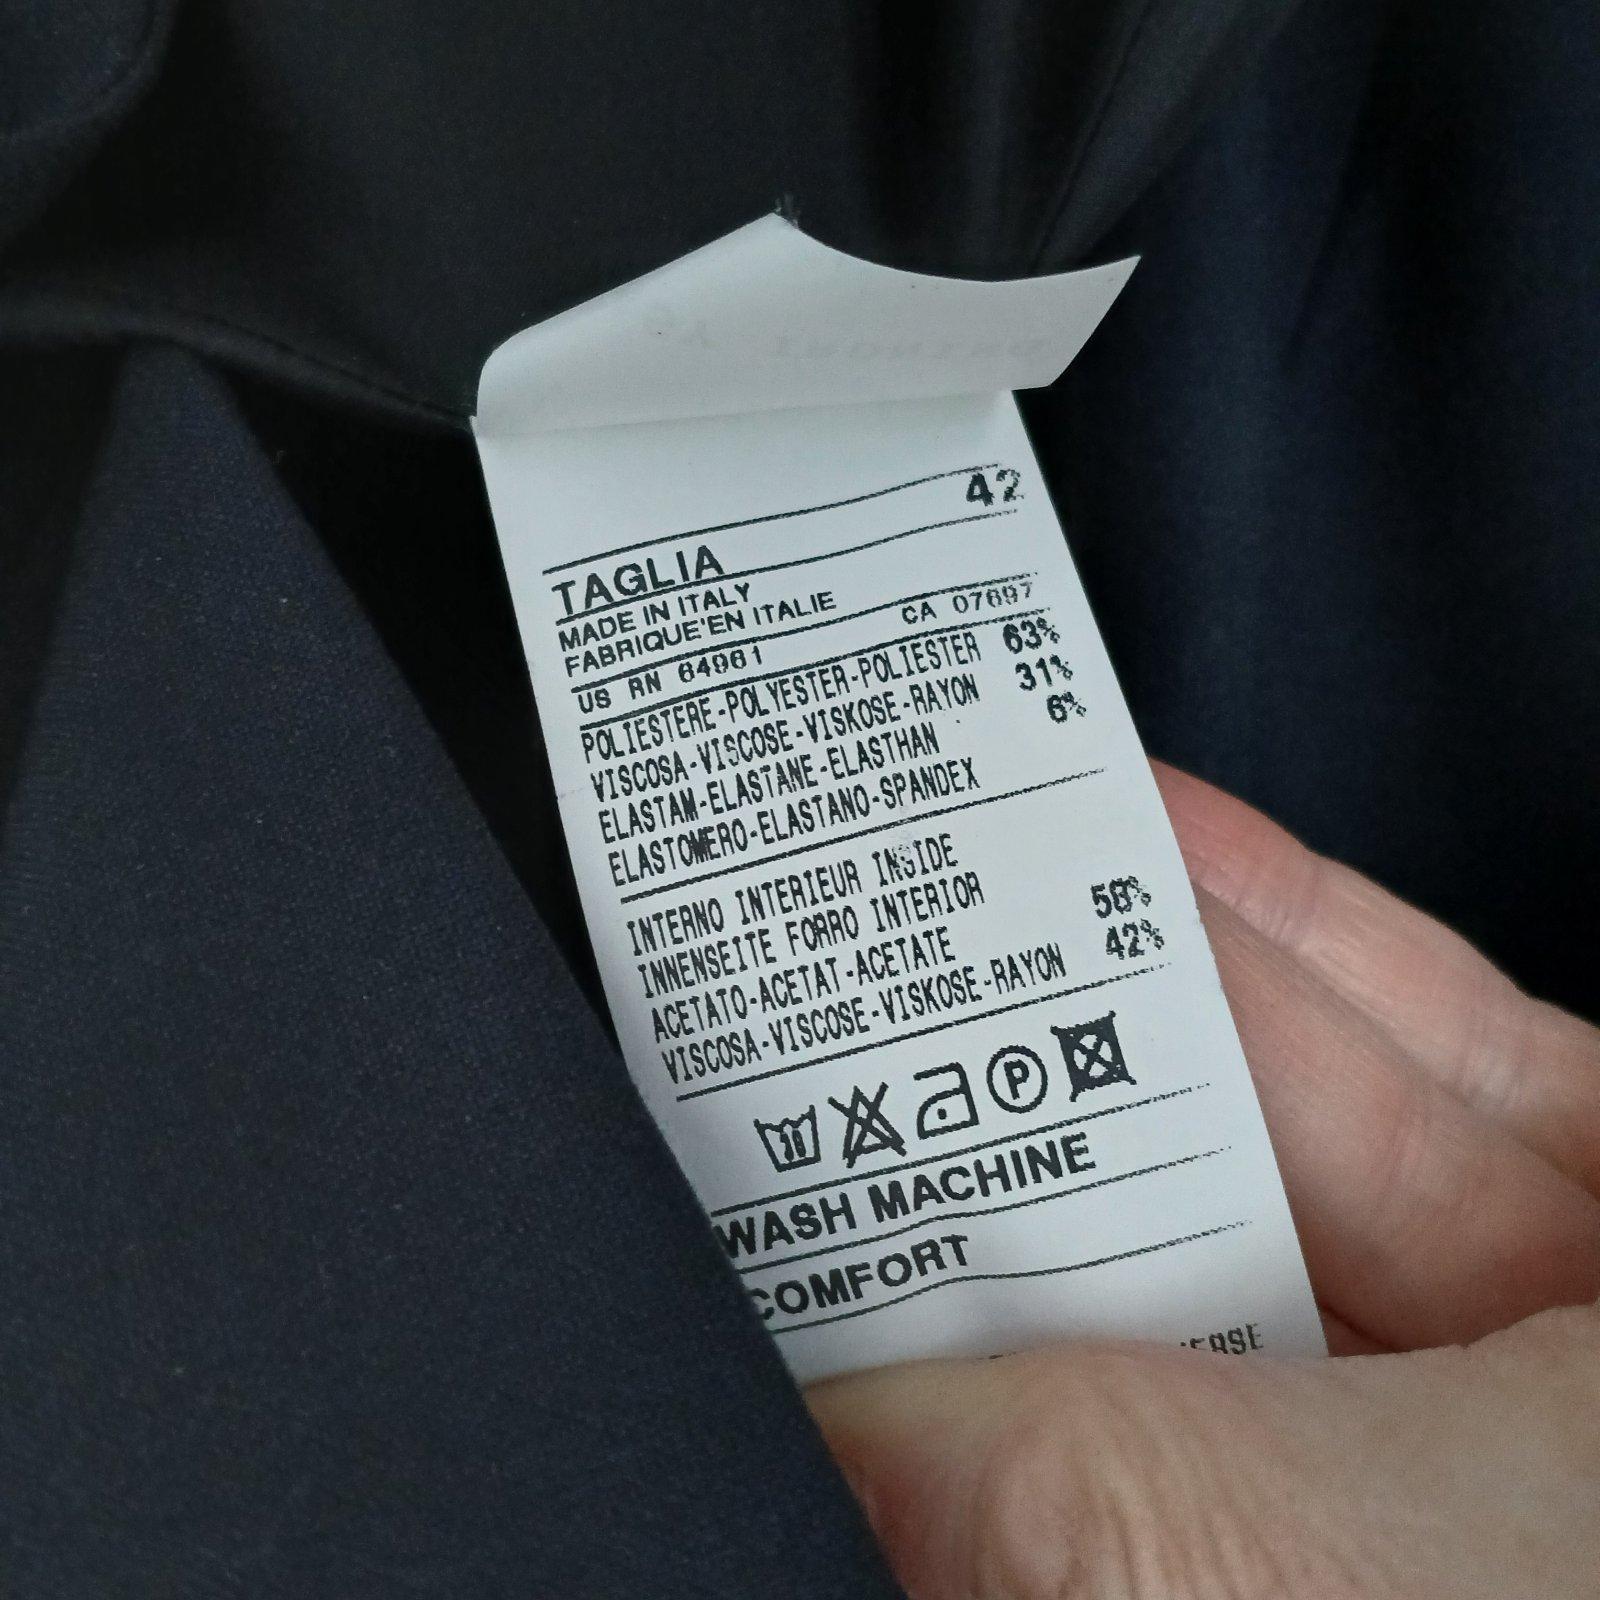 42
TAGLIA
MADE IN ITALY
FABRIQUE'EN ITALIE
US RN 64961 CA 07697
POLIESTERE-POLYESTER-POLIESTER 63%
VISCOSA-VISCOSE-VISKOSE-RAYON 31%
ELASTAM-ELASTANE-ELASTHAN 6%
ELASTOMERO-ELASTANO-SPANDEX
INTERNO INTERIEUR INSIDE
INNENSEITE FORRO INTERIOR
ACETATO-ACETAT-ACETATE 58%
VISCOSA-VISCOSE-VISKOSE-RAYON 42%
30 P
WASH MACHINE
COMFORT